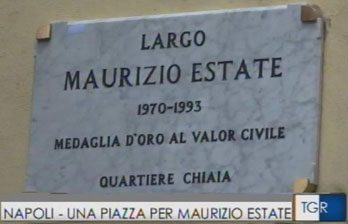 LARGO
MAURIZIO ESTATE
1970-1993
MEDAGLIA D'ORO AL VALOR CIVILE
QUARTIERE CHIAIA
NAPOLI - UNA PIAZZA PER MAURIZIO ESTATE
TGR